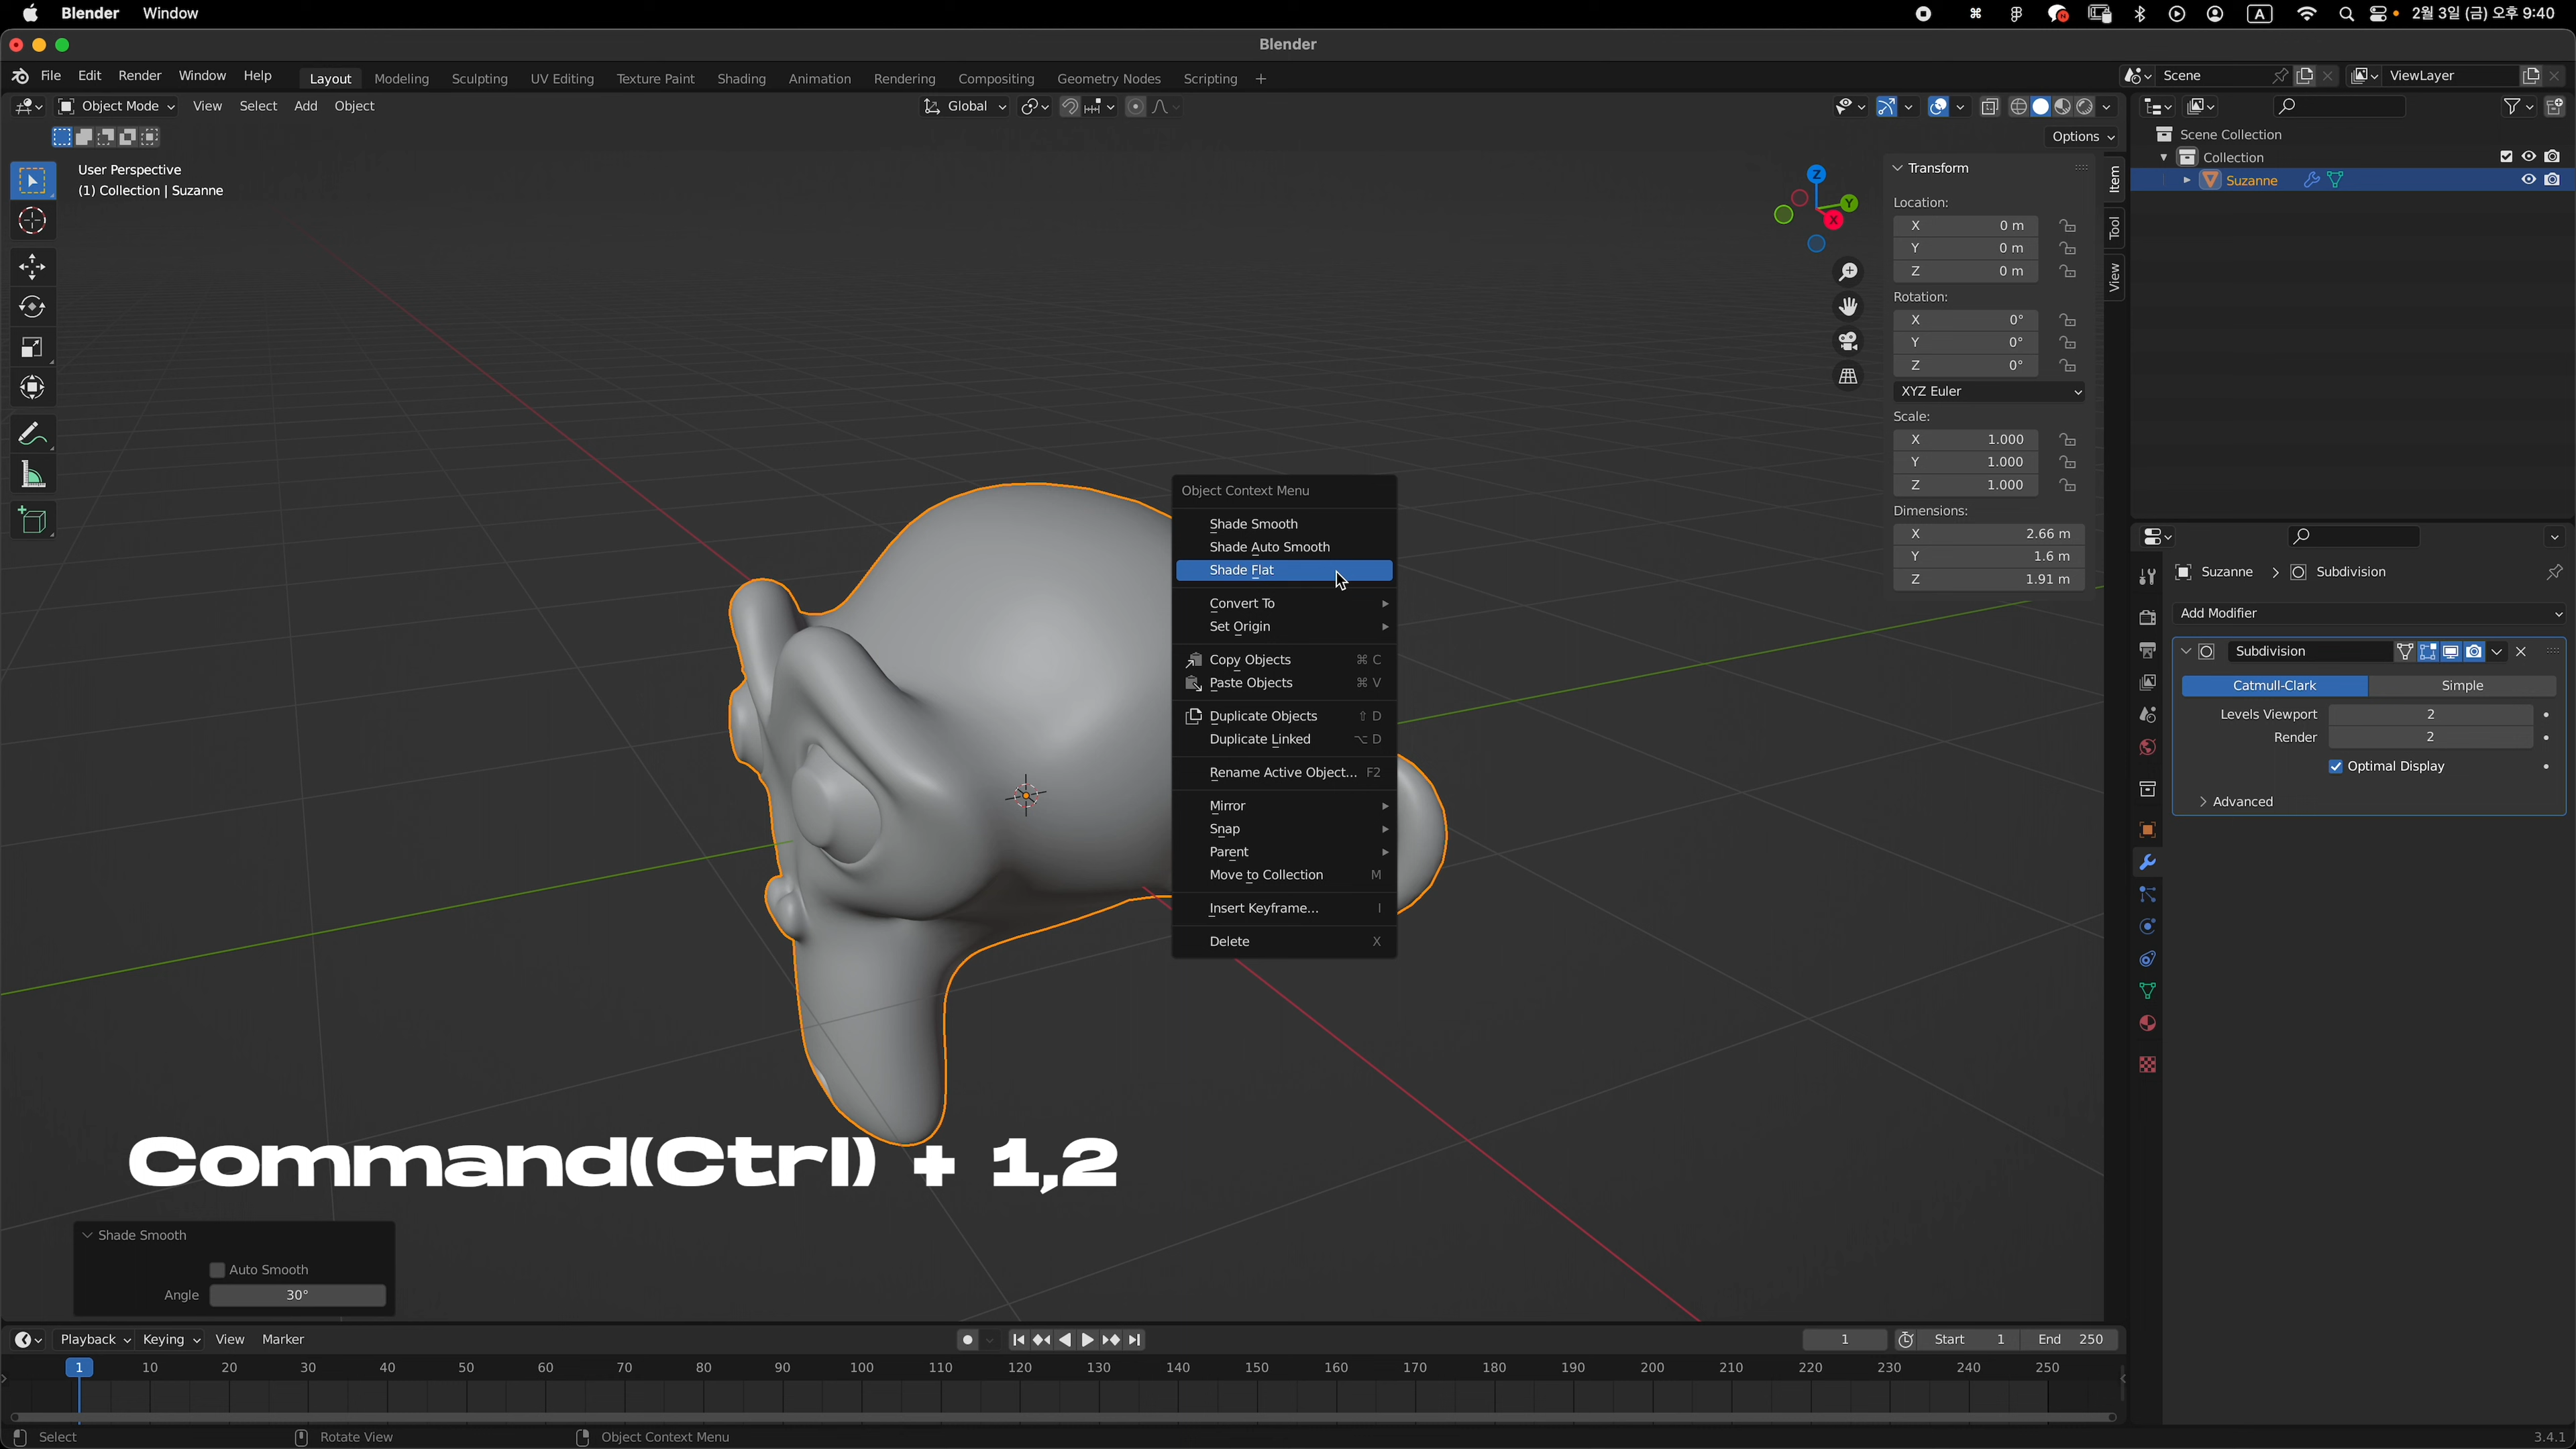 Blender Window
A 2월 3일 (금) 오후 9:40
Blender
File Edit Render Window Help Layout Modeling Sculpting UV Editing Texture Paint Shading Animation Rendering Compositing Geometry Nodes Scripting + Scene ViewLayer
Object Mode View Select Add Object Global
Options
User Perspective
(1) Collection | Suzanne
Z
Y
X
Transform
Location:
X 0 m
Y 0 m
Z 0 m
Rotation:
X 0°
Y 0°
Z 0°
XYZ Euler
Scale:
X 1.000
Y 1.000
Z 1.000
Dimensions:
X 2.66 m
Y 1.6 m
Z 1.91 m
Item
Tool
View
Scene Collection
Collection
Suzanne
Suzanne > Subdivision
Add Modifier
Subdivision
Catmull-Clark Simple
Levels Viewport 2
Render 2
Optimal Display
Advanced
Object Context Menu
Shade Smooth
Shade Auto Smooth
Shade Flat
Convert To
Set Origin
Copy Objects ⌘ C
Paste Objects ⌘ V
Duplicate Objects ⇧ D
Duplicate Linked ⌥ D
Rename Active Object... F2
Mirror
Snap
Parent
Move to Collection M
Insert Keyframe... I
Delete X
Command(Ctrl) + 1,2
Shade Smooth
Auto Smooth
Angle 30°
Playback Keying View Marker 1 Start 1 End 250
1 10 20 30 40 50 60 70 80 90 100 110 120 130 140 150 160 170 180 190 200 210 220 230 240 250
Select Rotate View Object Context Menu 3.4.1